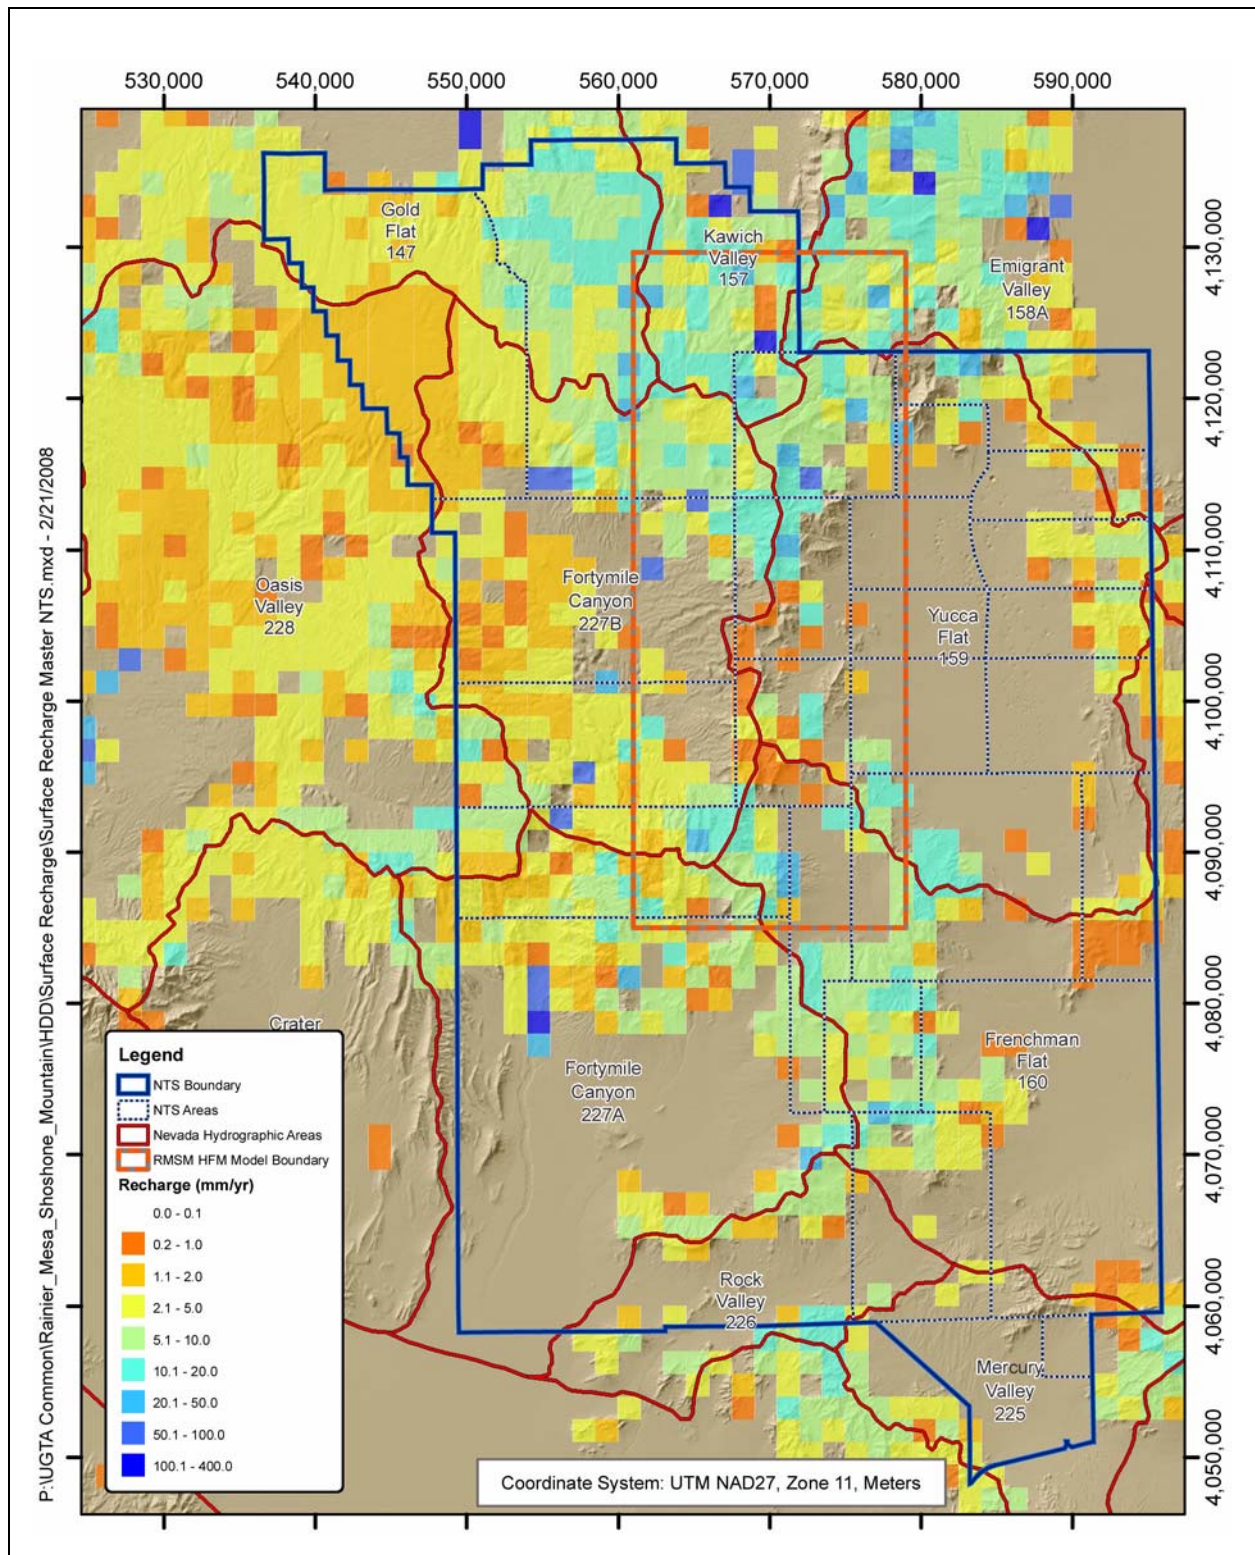 530,000 540,000 550,000 560,000 570,000 580,000 590,000
Gold
Flat
147
Kawich
Valley
157
Emigrant
Valley
158A
Oasis
Valley
228
Fortymile
Canyon
227B
Yucca
Flat
159
Crater
Frenchman
Flat
160
Fortymile
Canyon
227A
Rock
Valley
226
Mercury
Valley
225
4,130,000
4,120,000
4,110,000
4,100,000
4,090,000
4,080,000
4,070,000
4,060,000
4,050,000
P:\UGTA Common\Rainier_Mesa_Shoshone_Mountain\HDD\Surface Recharge\Surface Recharge Master NTS.mxd - 2/21/2008
Legend
NTS Boundary
NTS Areas
Nevada Hydrographic Areas
RMSM HFM Model Boundary
Recharge (mm/yr)
0.0 - 0.1
0.2 - 1.0
1.1 - 2.0
2.1 - 5.0
5.1 - 10.0
10.1 - 20.0
20.1 - 50.0
50.1 - 100.0
100.1 - 400.0
Coordinate System: UTM NAD27, Zone 11, Meters